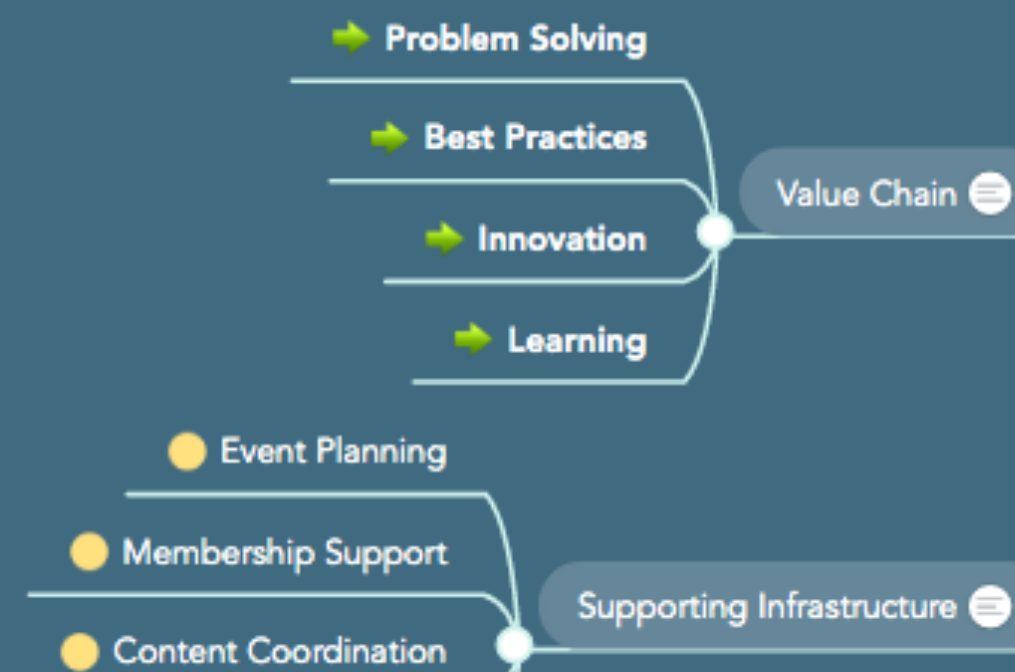 Problem Solving
Best Practices
Value Chain
Innovation
Learning
Event Planning
Membership Support
Supporting Infrastructure
Content Coordination